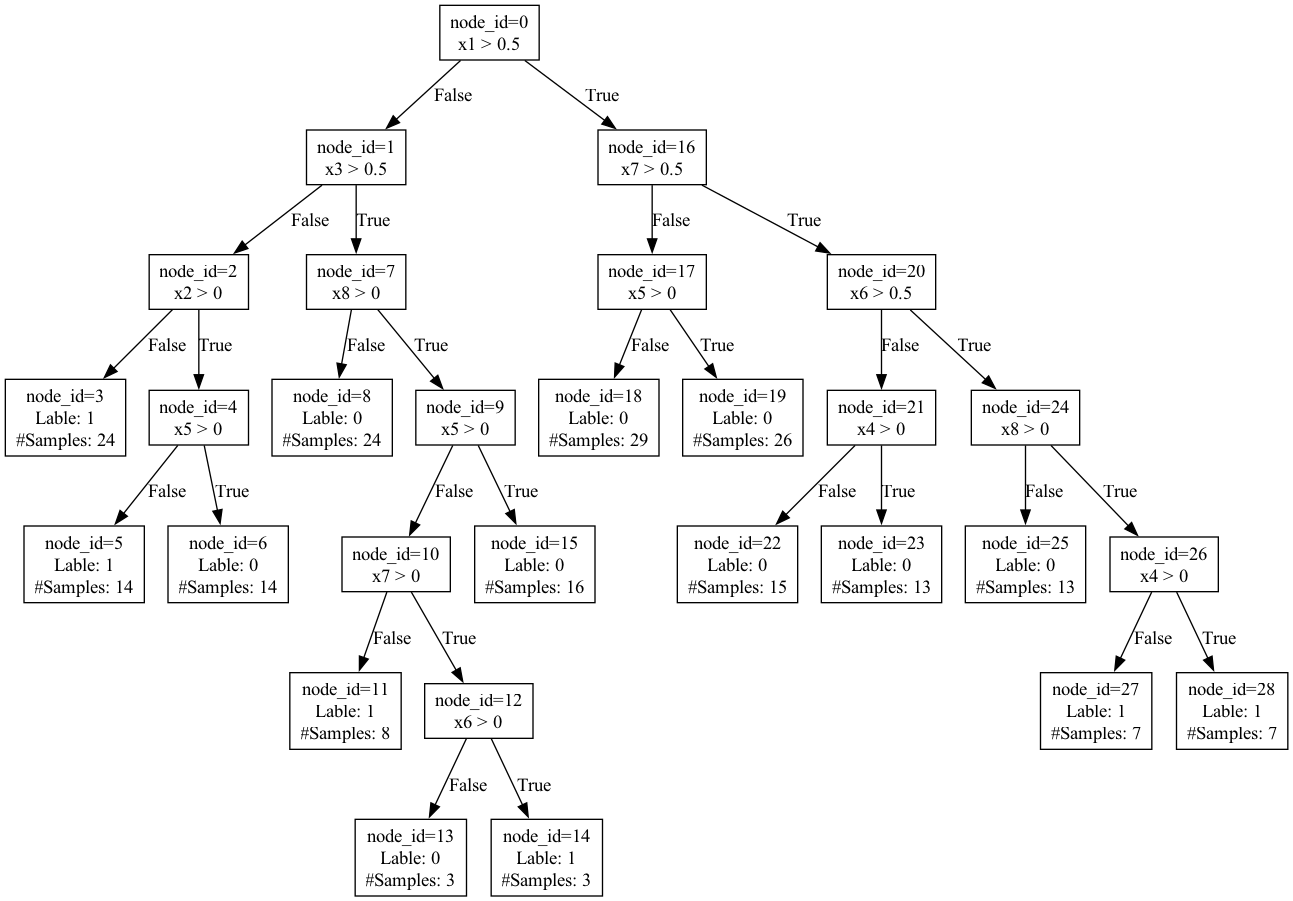 node_id=0
x1 > 0.5
False
True
node_id=1
x3 > 0.5
node_id=16
x7 > 0.5
False
True
False
True
node_id=2
x2 > 0
node_id=7
x8 > 0
node_id=17
x5 > 0
node_id=20
x6 > 0.5
False
True
False
True
False
True
False
True
node_id=3
Lable: 1
#Samples: 24
node_id=4
x5 > 0
node_id=8
Lable: 0
#Samples: 24
node_id=9
x5 > 0
node_id=18
Lable: 0
#Samples: 29
node_id=19
Lable: 0
#Samples: 26
node_id=21
x4 > 0
node_id=24
x8 > 0
False
True
False
True
False
True
False
True
node_id=5
Lable: 1
#Samples: 14
node_id=6
Lable: 0
#Samples: 14
node_id=10
x7 > 0
node_id=15
Lable: 0
#Samples: 16
node_id=22
Lable: 0
#Samples: 15
node_id=23
Lable: 0
#Samples: 13
node_id=25
Lable: 0
#Samples: 13
node_id=26
x4 > 0
False
True
False
True
node_id=11
Lable: 1
#Samples: 8
node_id=12
x6 > 0
node_id=27
Lable: 1
#Samples: 7
node_id=28
Lable: 1
#Samples: 7
False
True
node_id=13
Lable: 0
#Samples: 3
node_id=14
Lable: 1
#Samples: 3